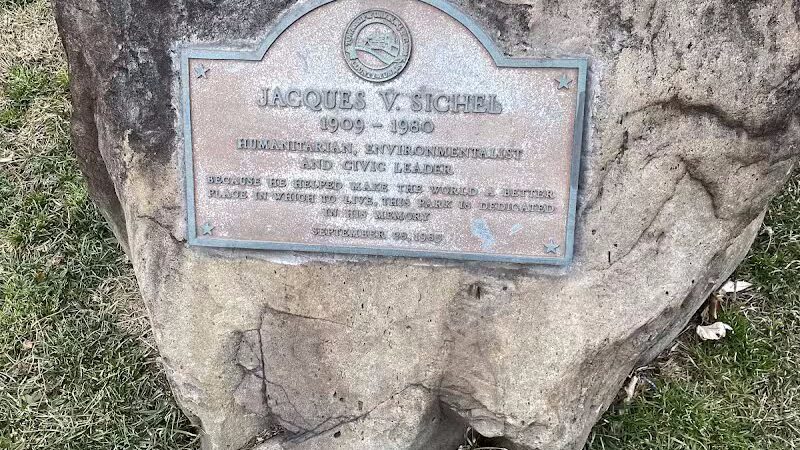 JACQUES V. SICHEL
1909 - 1980
HUMANITARIAN, ENVIRONMENTALIST
AND CIVIC LEADER
BECAUSE HE HELPED MAKE THE WORLD A BETTER
PLACE IN WHICH TO LIVE, THIS PARK IS DEDICATED
IN HIS MEMORY
SEPTEMBER